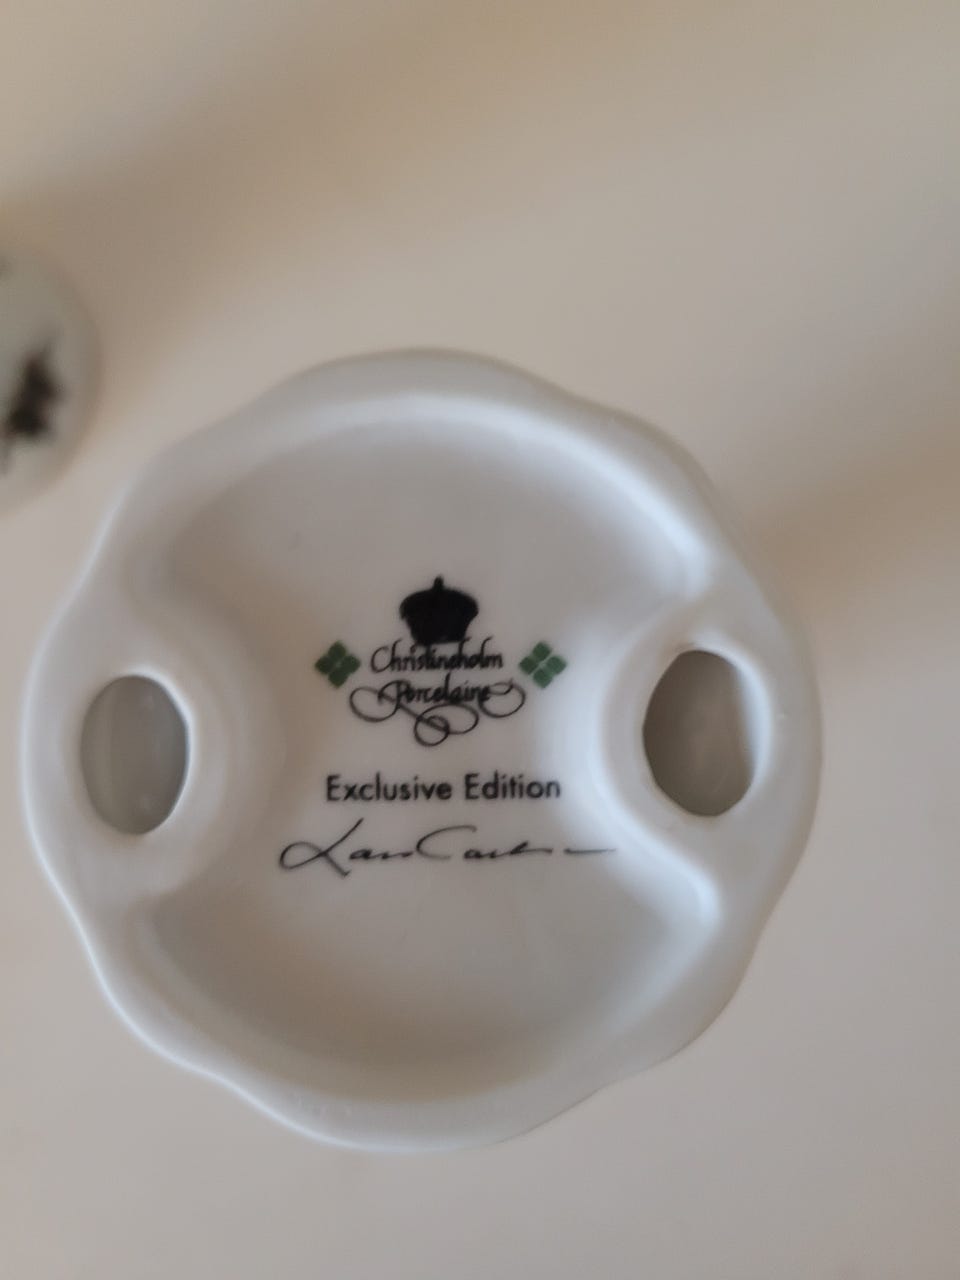 Christineholm
Porcelaine
Exclusive Edition